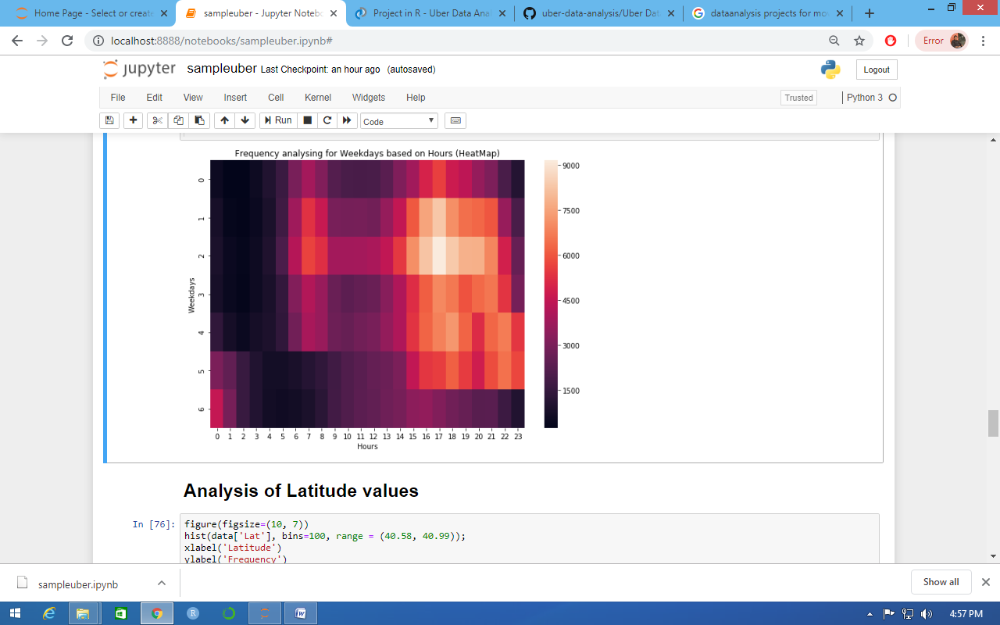 Home Page - Select or create
sampleuber - Jupyter Notebo
Project in R - Uber Data Anal
uber-data-analysis/Uber Dat
dataanalysis projects for mov
localhost:8888/notebooks/sampleuber.ipynb#
Error
jupyter
sampleuber Last Checkpoint: an hour ago (autosaved)
Logout
File Edit View Insert Cell Kernel Widgets Help
Trusted
Python 3
Run
Code
Frequency analysing for Weekdays based on Hours (HeatMap)
Weekdays
0
1
2
3
4
5
6
0 1 2 3 4 5 6 7 8 9 10 11 12 13 14 15 16 17 18 19 20 21 22 23
Hours
9000
7500
6000
4500
3000
1500
Analysis of Latitude values
In [76]:
figure(figsize=(10, 7))
hist(data['Lat'], bins=100, range = (40.58, 40.99));
xlabel('Latitude')
ylabel('Frequency')
sampleuber.ipynb
Show all
4:57 PM